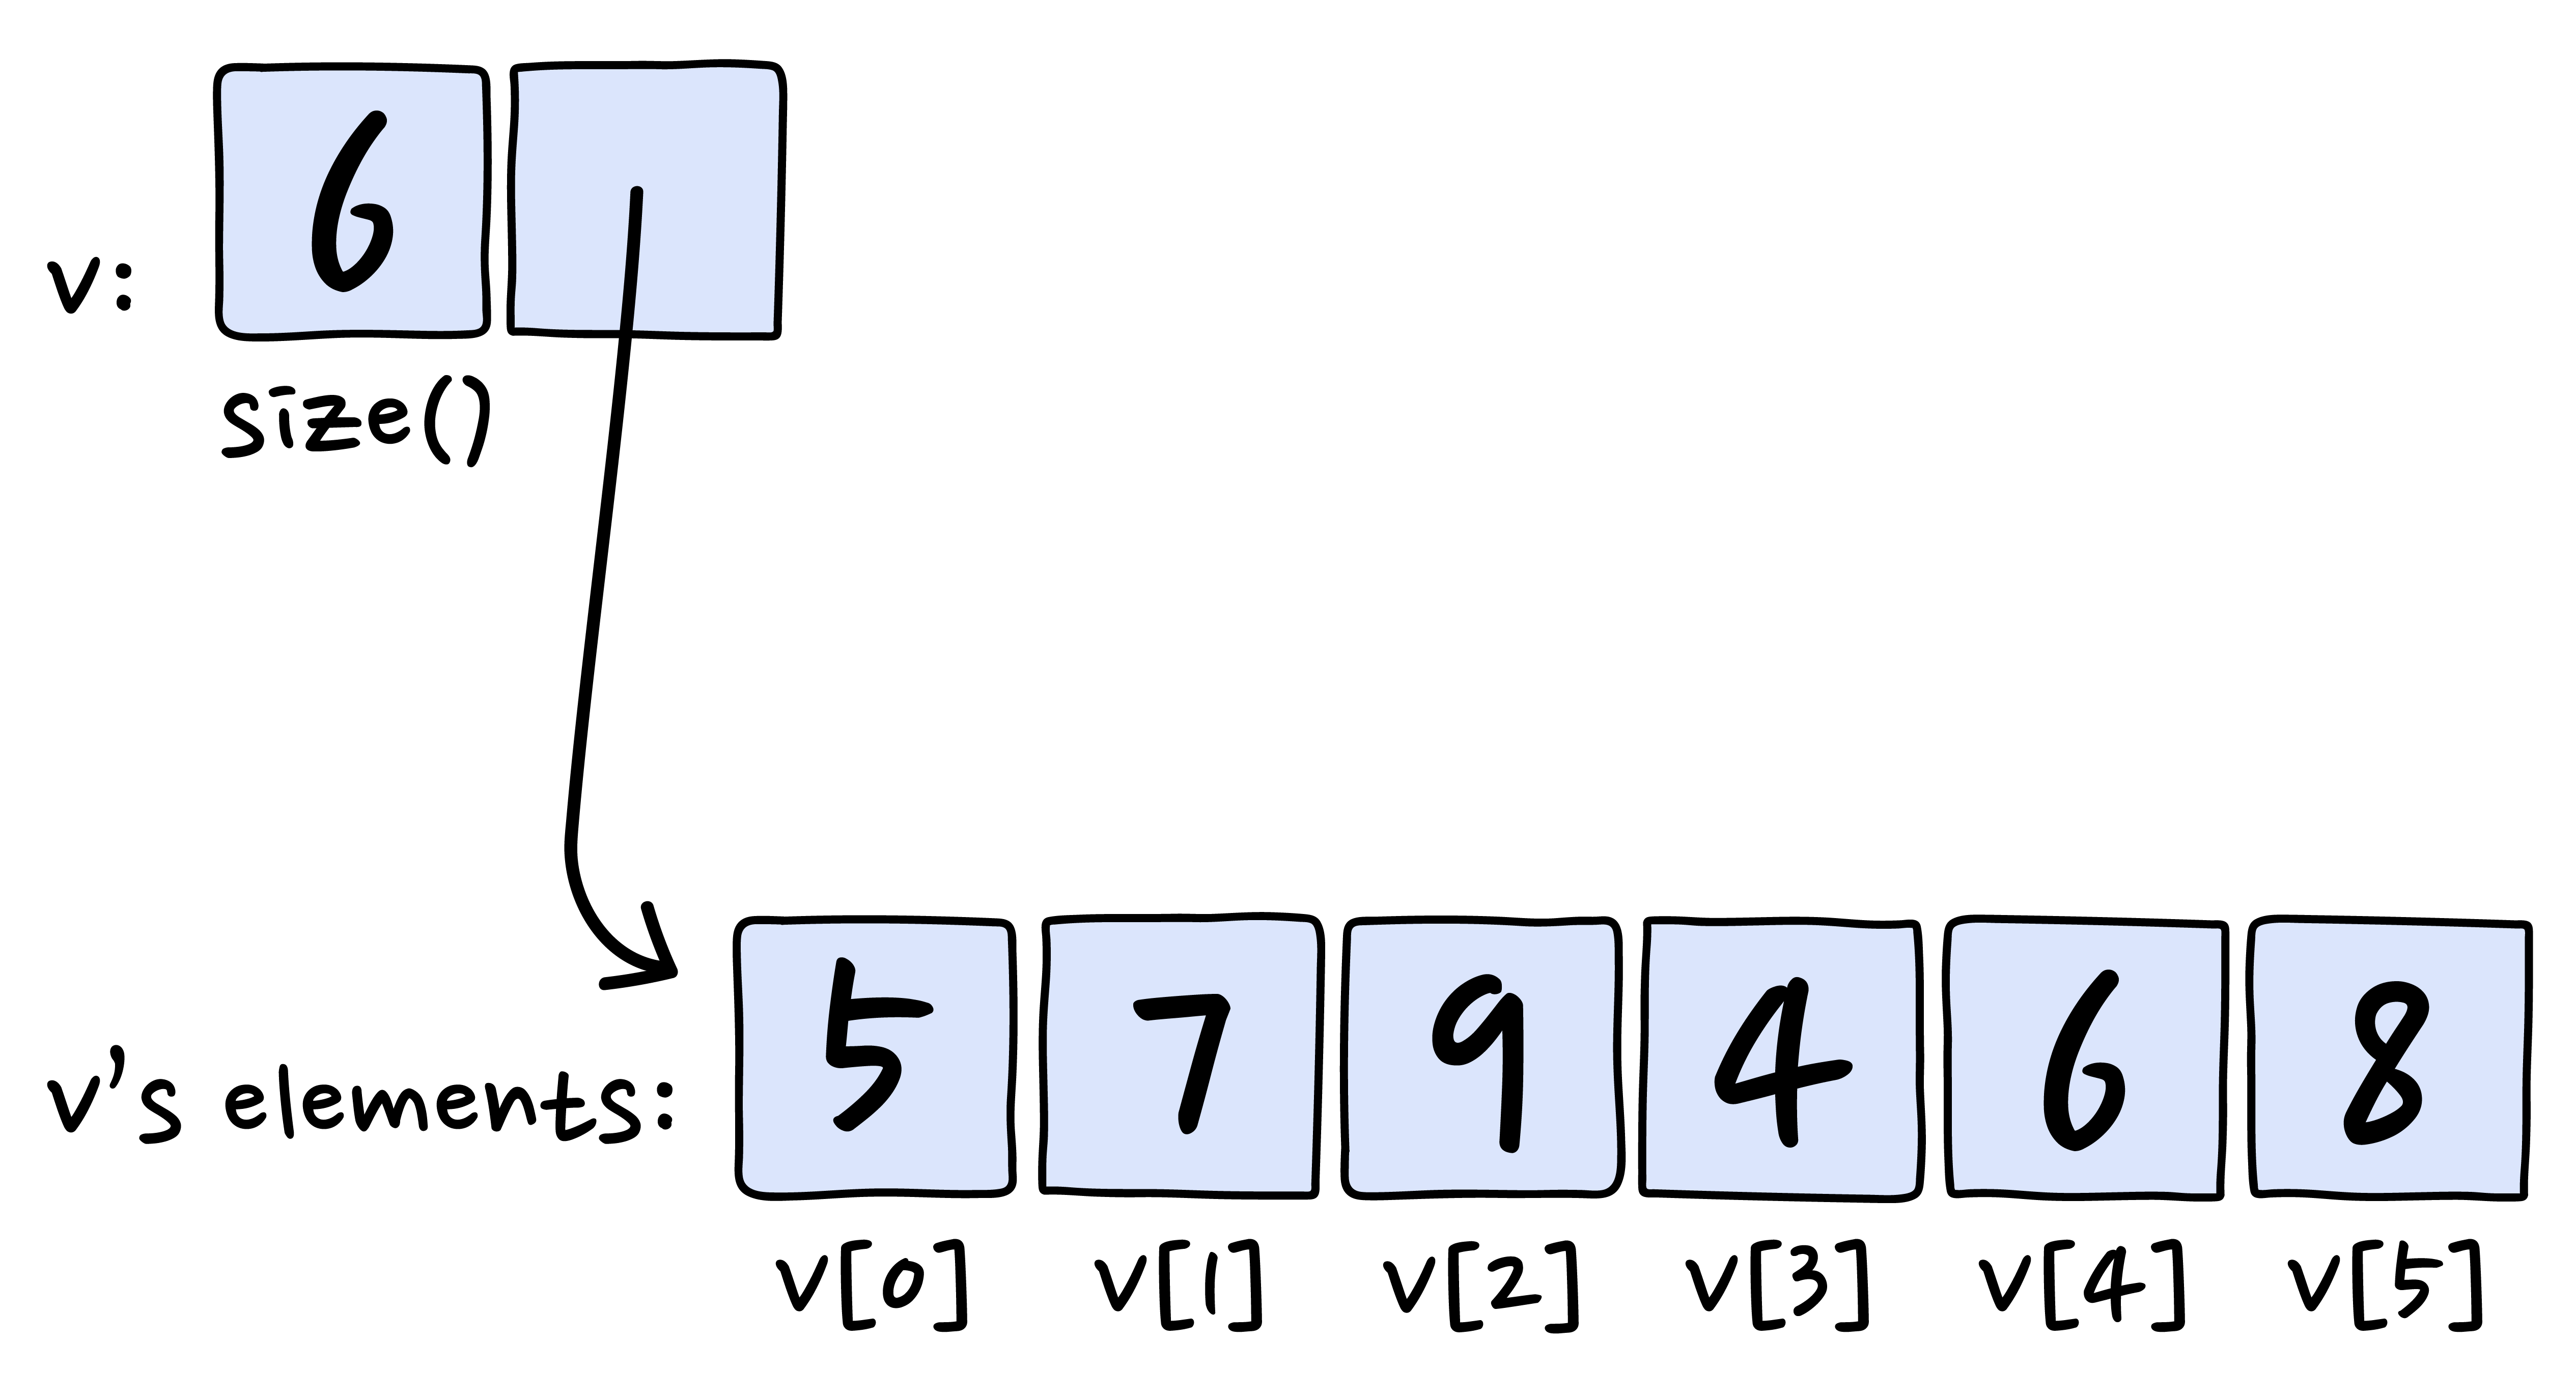 v: 6
size()
v's elements: 5 7 9 4 6 8
v[0] v[1] v[2] v[3] v[4] v[5]